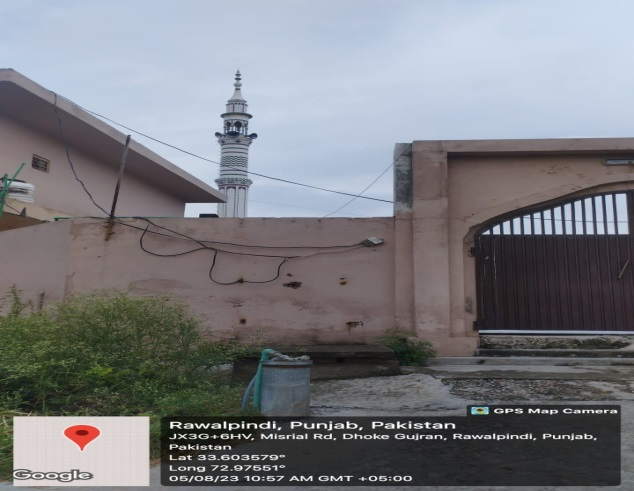 GPS Map Camera
Rawalpindi, Punjab, Pakistan
JX3G+6HV, Misrial Rd, Dhoke Gujran, Rawalpindi, Punjab,
Pakistan
Lat 33.603579°
Long 72.97551°
05/08/23 10:57 AM GMT +05:00
Google